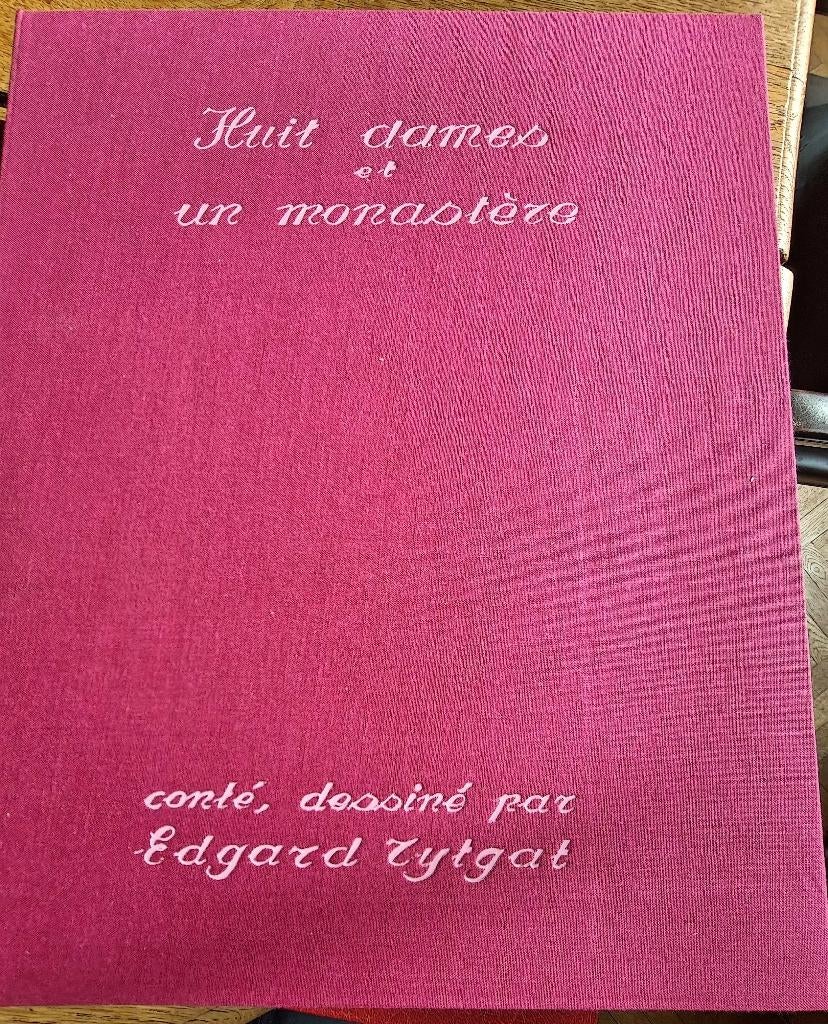 Huit dames
et
un monastère
conté, dessiné par
Edgard Tytgat